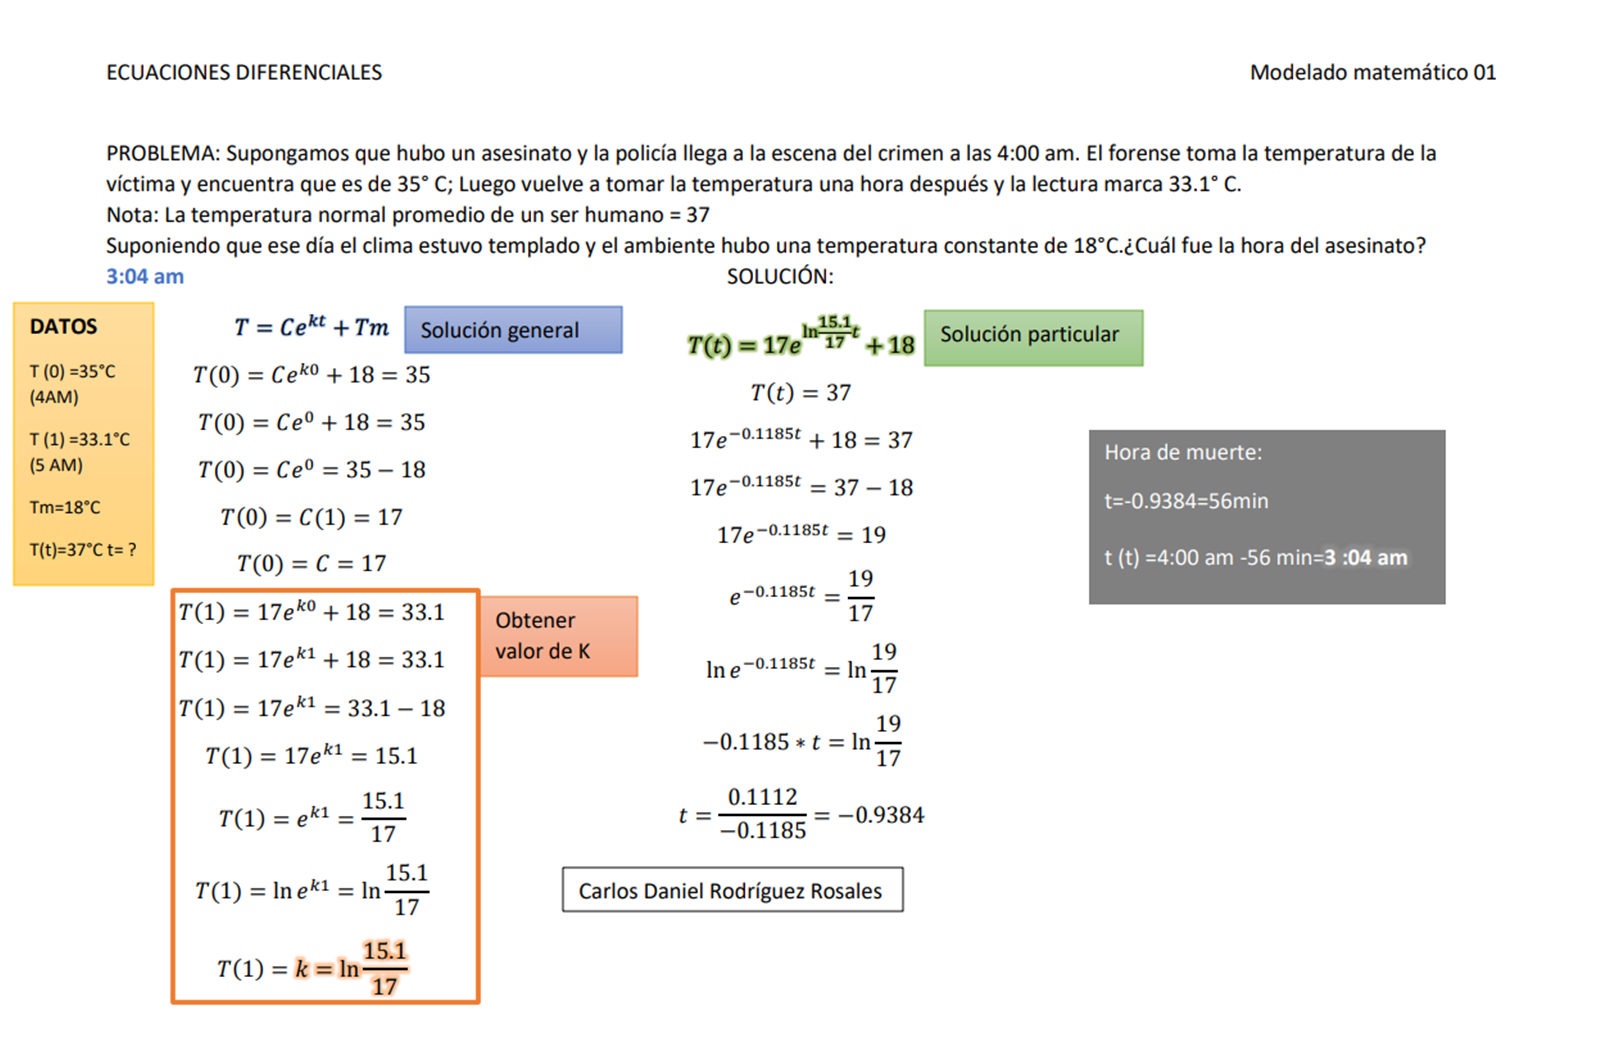 ECUACIONES DIFERENCIALES
Modelado matemático 01
PROBLEMA: Supongamos que hubo un asesinato y la policía llega a la escena del crimen a las 4:00 am. El forense toma la temperatura de la
víctima y encuentra que es de 35° C; Luego vuelve a tomar la temperatura una hora después y la lectura marca 33.1° C.
Nota: La temperatura normal promedio de un ser humano = 37
Suponiendo que ese día el clima estuvo templado y el ambiente hubo una temperatura constante de 18°C.¿Cuál fue la hora del asesinato?
3:04 am
SOLUCIÓN:
DATOS
T (0) =35°C
(4AM)
T (1) =33.1°C
(5 AM)
Tm=18°C
T(t)=37°C t= ?
T = Ce^{kt} + Tm
Solución general
T(0) = Ce^{k0} + 18 = 35
T(0) = Ce^{0} + 18 = 35
T(0) = Ce^{0} = 35 − 18
T(0) = C(1) = 17
T(0) = C = 17
T(1) = 17e^{k0} + 18 = 33.1
T(1) = 17e^{k1} + 18 = 33.1
T(1) = 17e^{k1} = 33.1 − 18
T(1) = 17e^{k1} = 15.1
T(1) = e^{k1} = 15.1/17
T(1) = ln e^{k1} = ln 15.1/17
T(1) = k = ln 15.1/17
Obtener
valor de K
T(t) = 17e^{ln 15.1/17 t} + 18
Solución particular
T(t) = 37
17e^{−0.1185t} + 18 = 37
17e^{−0.1185t} = 37 − 18
17e^{−0.1185t} = 19
e^{−0.1185t} = 19/17
ln e^{−0.1185t} = ln 19/17
−0.1185 ∗ t = ln 19/17
t = 0.1112/−0.1185 = −0.9384
Carlos Daniel Rodríguez Rosales
Hora de muerte:
t=-0.9384=56min
t (t) =4:00 am -56 min=3 :04 am